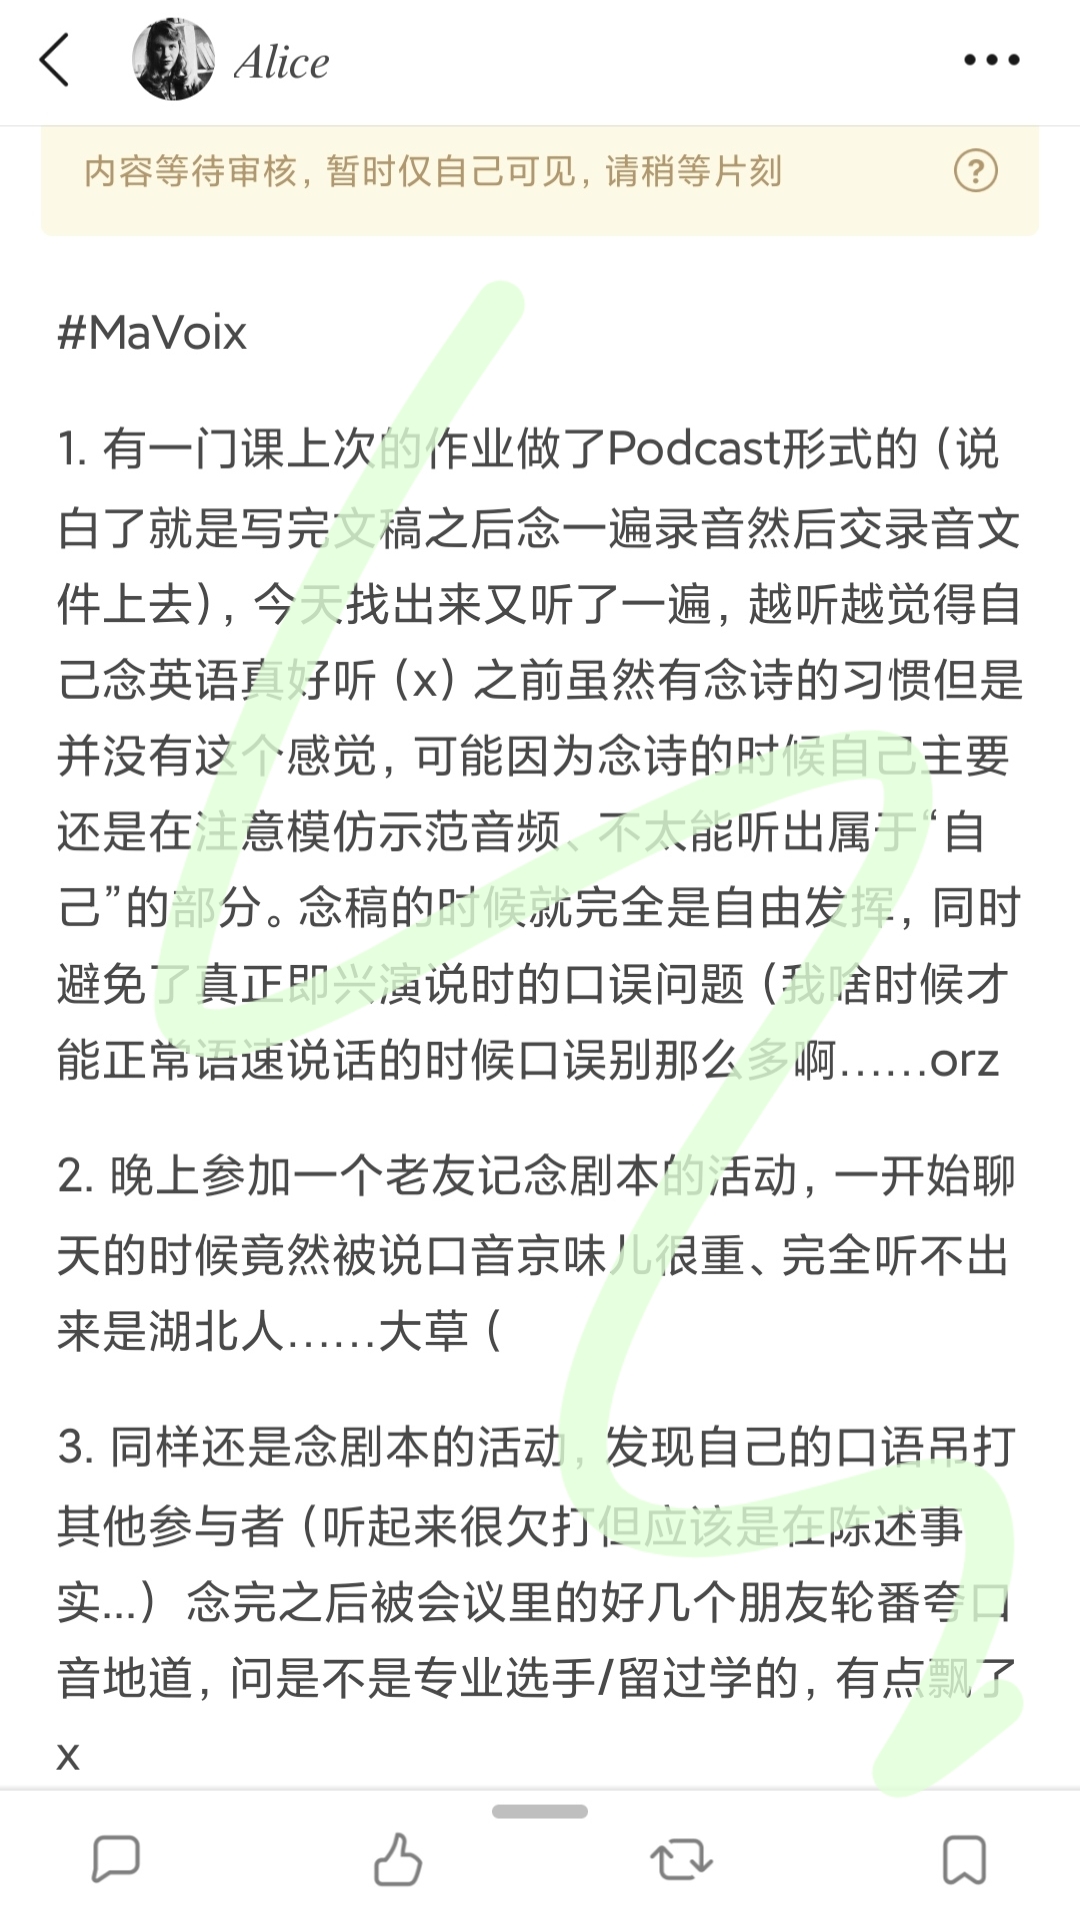 Alice
内容等待审核, 暂时仅自己可见, 请稍等片刻
?
#MaVoix
1. 有一门课上次的作业做了Podcast形式的（说
白了就是写完文稿之后念一遍录音然后交录音文
件上去), 今天找出来又听了一遍, 越听越觉得自
己念英语真好听（x）之前虽然有念诗的习惯但是
并没有这个感觉, 可能因为念诗的时候自己主要
还是在注意模仿示范音频、不太能听出属于“自
己”的部分。念稿的时候就完全是自由发挥, 同时
避免了真正即兴演说时的口误问题（我啥时候才
能正常语速说话的时候口误别那么多啊……orz
2. 晚上参加一个老友记念剧本的活动, 一开始聊
天的时候竟然被说口音京味儿很重、完全听不出
来是湖北人……大草（
3. 同样还是念剧本的活动, 发现自己的口语吊打
其他参与者（听起来很欠打但应该是在陈述事
实...）念完之后被会议里的好几个朋友轮番夸口
音地道, 问是不是专业选手/留过学的, 有点飘了
x